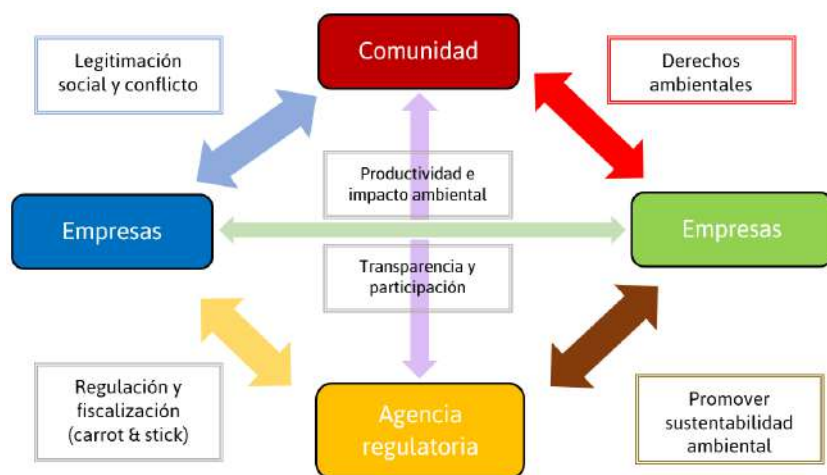 Legitimación
social y conflicto
Comunidad
Derechos
ambientales
Productividad e
impacto ambiental
Empresas
Empresas
Transparencia y
participación
Regulación y
fiscalización
(carrot & stick)
Agencia
regulatoria
Promover
sustentabilidad
ambiental